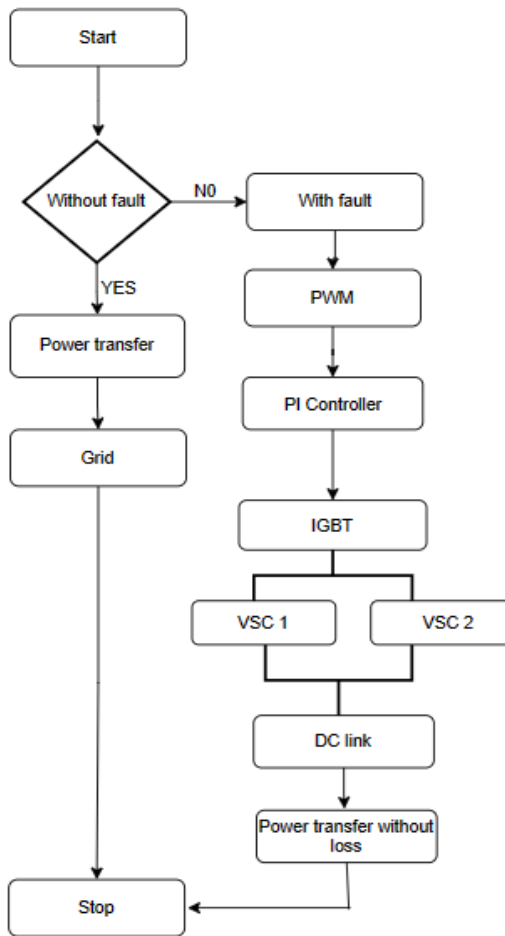 Start
Without fault
N0
With fault
YES
PWM
Power transfer
PI Controller
Grid
IGBT
VSC 1
VSC 2
DC link
Power transfer without
loss
Stop